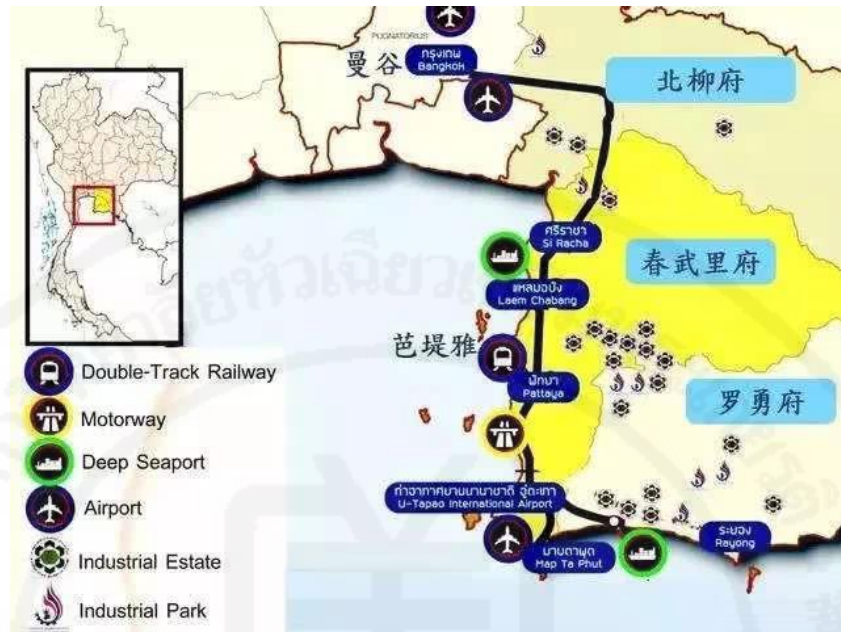 PUGNATORIUS
曼谷
กรุงเทพ
Bangkok
北柳府
ศรีราชา
Si Racha
春武里府
แหลมฉบัง
Laem Chabang
芭堤雅
พัทยา
Pattaya
罗勇府
ท่าอากาศยานนานาชาติ อู่ตะเภา
U-Tapao International Airport
มาบตาพุด
Map Ta Phut
ระยอง
Rayong
Double-Track Railway
Motorway
Deep Seaport
Airport
Industrial Estate
Industrial Park